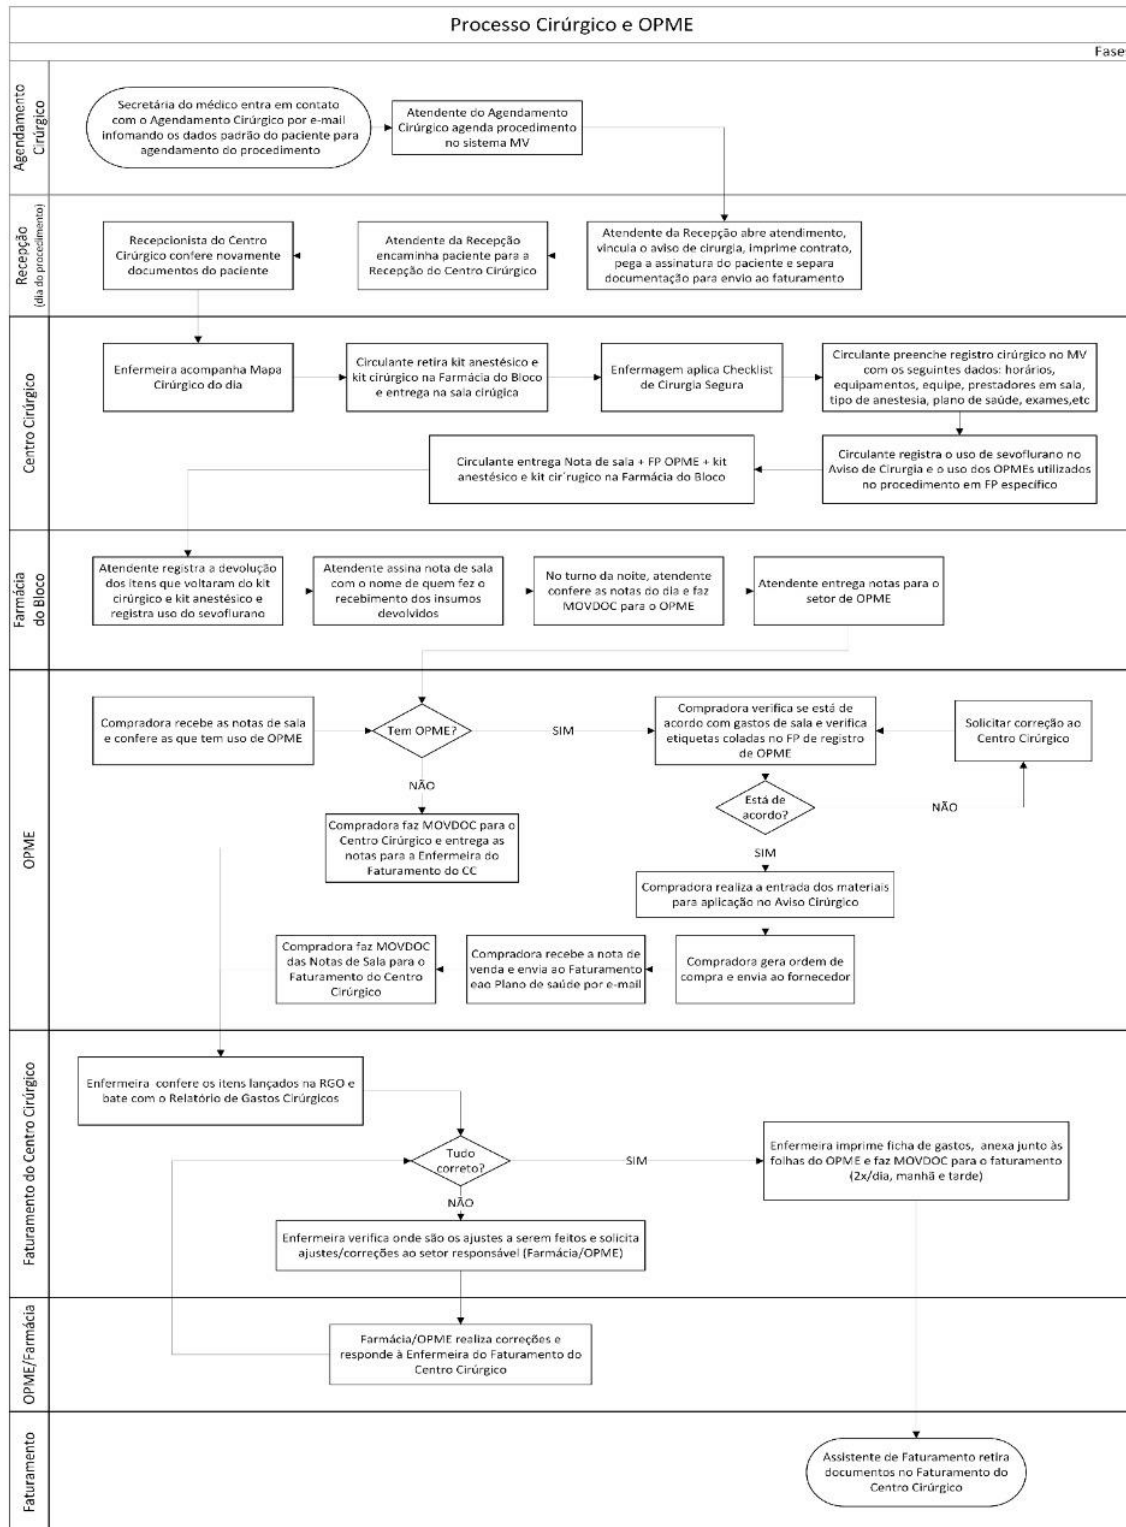 Processo Cirúrgico e OPME
Fases
Agendamento
Cirúrgico
Secretária do médico entra em contato
com o Agendamento Cirúrgico por e-mail
infomando os dados padrão do paciente para
agendamento do procedimento
Atendente do Agendamento
Cirúrgico agenda procedimento
no sistema MV
Recepção
(dia do procedimento)
Recepcionista do Centro
Cirúrgico confere novamente
documentos do paciente
Atendente da Recepção
encaminha paciente para a
Recepção do Centro Cirúrgico
Atendente da Recepção abre atendimento,
vincula o aviso de cirurgia, imprime contrato,
pega a assinatura do paciente e separa
documentação para envio ao faturamento
Centro Cirúrgico
Enfermeira acompanha Mapa
Cirúrgico do dia
Circulante retira kit anestésico e
kit cirúrgico na Farmácia do Bloco
e entrega na sala cirúgica
Enfermagem aplica Checklist
de Cirurgia Segura
Circulante preenche registro cirúrgico no MV
com os seguintes dados: horários,
equipamentos, equipe, prestadores em sala,
tipo de anestesia, plano de saúde, exames,etc
Circulante entrega Nota de sala + FP OPME + kit
anestésico e kit cir´rugico na Farmácia do Bloco
Circulante registra o uso de sevoflurano no
Aviso de Cirurgia e o uso dos OPMEs utilizados
no procedimento em FP específico
Farmácia
do Bloco
Atendente registra a devolução
dos itens que voltaram do kit
cirúrgico e kit anestésico e
registra uso do sevoflurano
Atendente assina nota de sala
com o nome de quem fez o
recebimento dos insumos
devolvidos
No turno da noite, atendente
confere as notas do dia e faz
MOVDOC para o OPME
Atendente entrega notas para o
setor de OPME
OPME
Compradora recebe as notas de sala
e confere as que tem uso de OPME
Tem OPME?
SIM
Compradora verifica se está de
acordo com gastos de sala e verifica
etiquetas coladas no FP de registro
de OPME
Solicitar correção ao
Centro Cirúrgico
NÃO
Está de
acordo?
NÃO
Compradora faz MOVDOC para o
Centro Cirúrgico e entrega as
notas para a Enfermeira do
Faturamento do CC
SIM
Compradora realiza a entrada dos materiais
para aplicação no Aviso Cirúrgico
Compradora faz MOVDOC
das Notas de Sala para o
Faturamento do Centro
Cirúrgico
Compradora recebe a nota de
venda e envia ao Faturamento
eao Plano de saúde por e-mail
Compradora gera ordem de
compra e envia ao fornecedor
Faturamento do Centro Cirúrgico
Enfermeira confere os itens lançados na RGO e
bate com o Relatório de Gastos Cirúrgicos
Tudo
correto?
SIM
Enfermeira imprime ficha de gastos, anexa junto às
folhas do OPME e faz MOVDOC para o faturamento
(2x/dia, manhã e tarde)
NÃO
Enfermeira verifica onde são os ajustes a serem feitos e solicita
ajustes/correções ao setor responsável (Farmácia/OPME)
OPME/Farmácia
Farmácia/OPME realiza correções e
responde à Enfermeira do Faturamento do
Centro Cirúrgico
Faturamento
Assistente de Faturamento retira
documentos no Faturamento do
Centro Cirúrgico